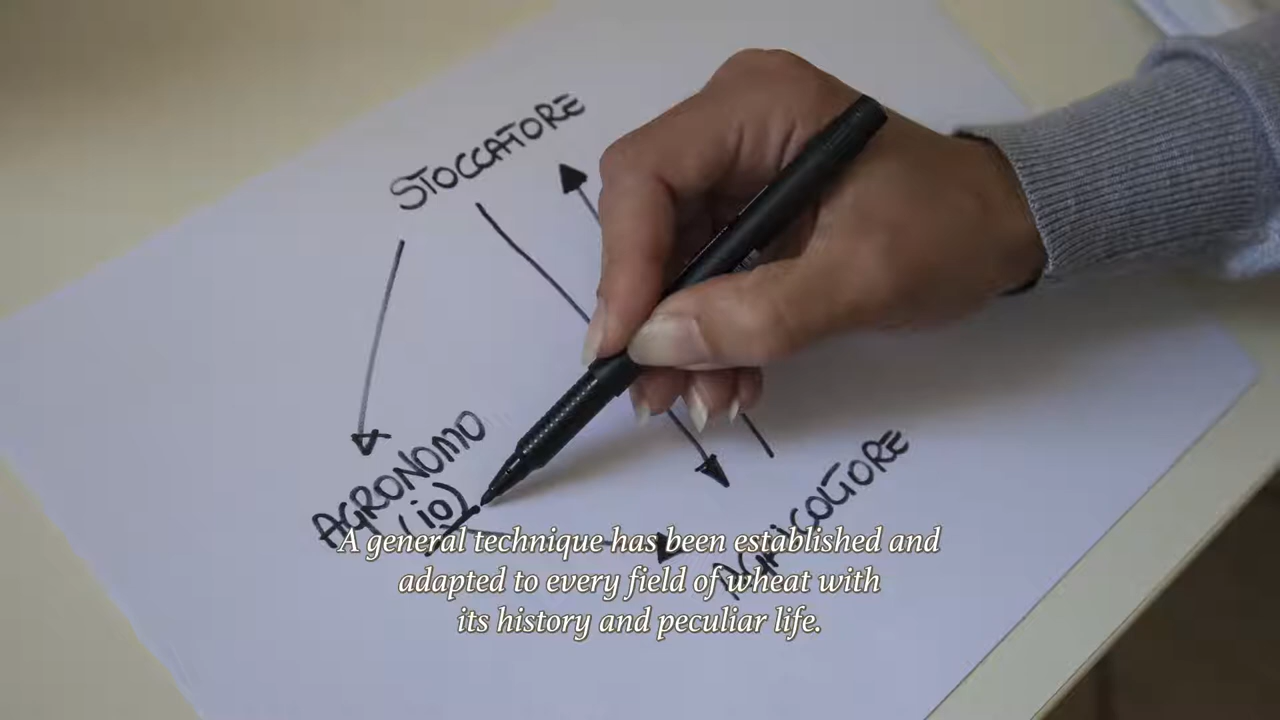 STOCCATORE
AGRONOMO
(io)
AGRICOLTORE
A general technique has been established and
adapted to every field of wheat with
its history and peculiar life.